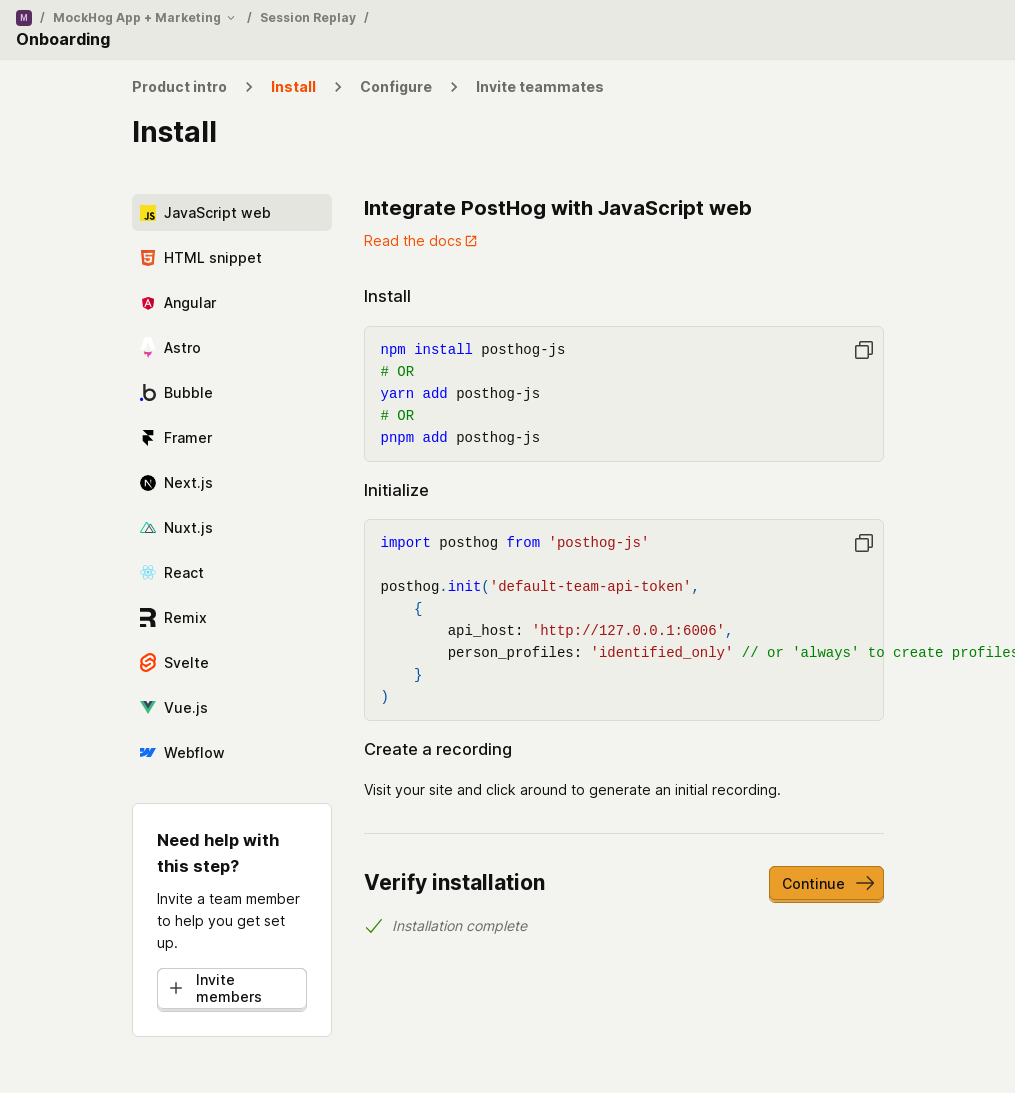 M / MockHog App + Marketing / Session Replay /
Onboarding
Product intro Install Configure Invite teammates
Install
JS JavaScript web
HTML snippet
Angular
Astro
Bubble
Framer
Next.js
Nuxt.js
React
Remix
Svelte
Vue.js
Webflow
Need help with
this step?
Invite a team member
to help you get set
up.
Invite
members
Integrate PostHog with JavaScript web
Read the docs
Install
npm install posthog-js
# OR
yarn add posthog-js
# OR
pnpm add posthog-js
Initialize
import posthog from 'posthog-js'
posthog.init('default-team-api-token',
{
api_host: 'http://127.0.0.1:6006',
person_profiles: 'identified_only' // or 'always' to create profiles
}
)
Create a recording
Visit your site and click around to generate an initial recording.
Verify installation
Continue
Installation complete